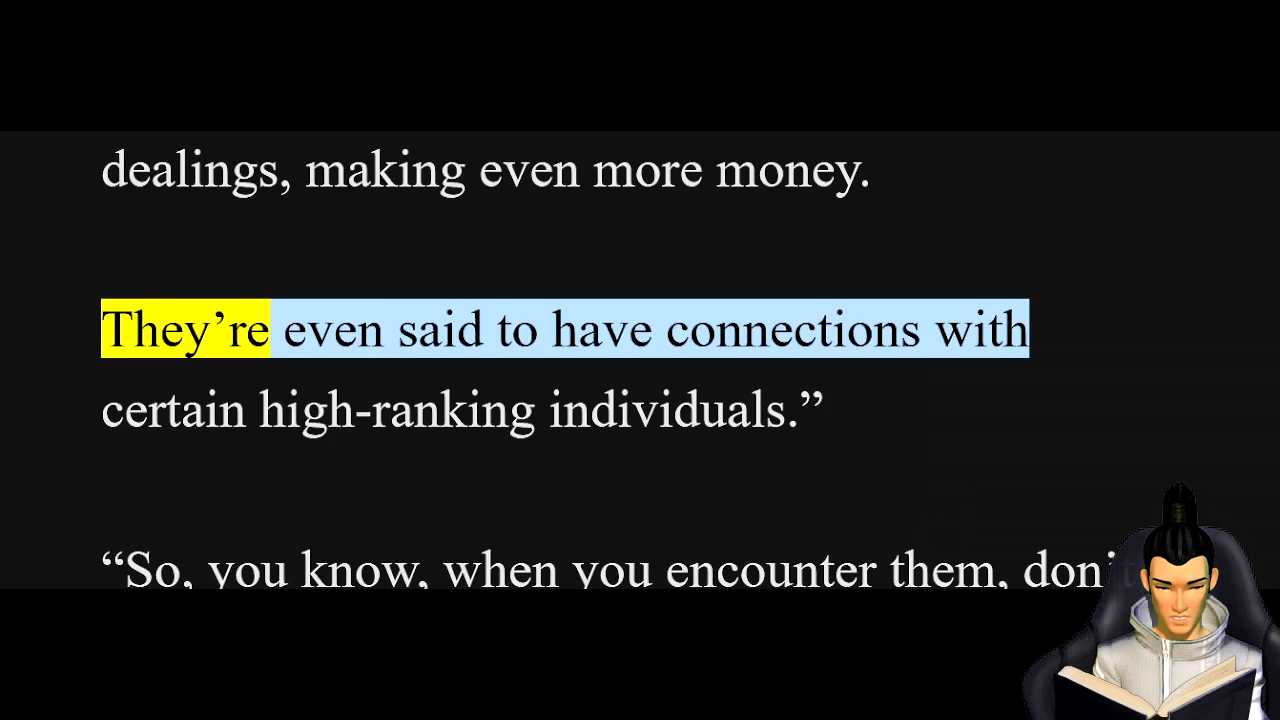 dealings, making even more money.
They’re even said to have connections with
certain high-ranking individuals.”
“So, you know, when you encounter them, don't